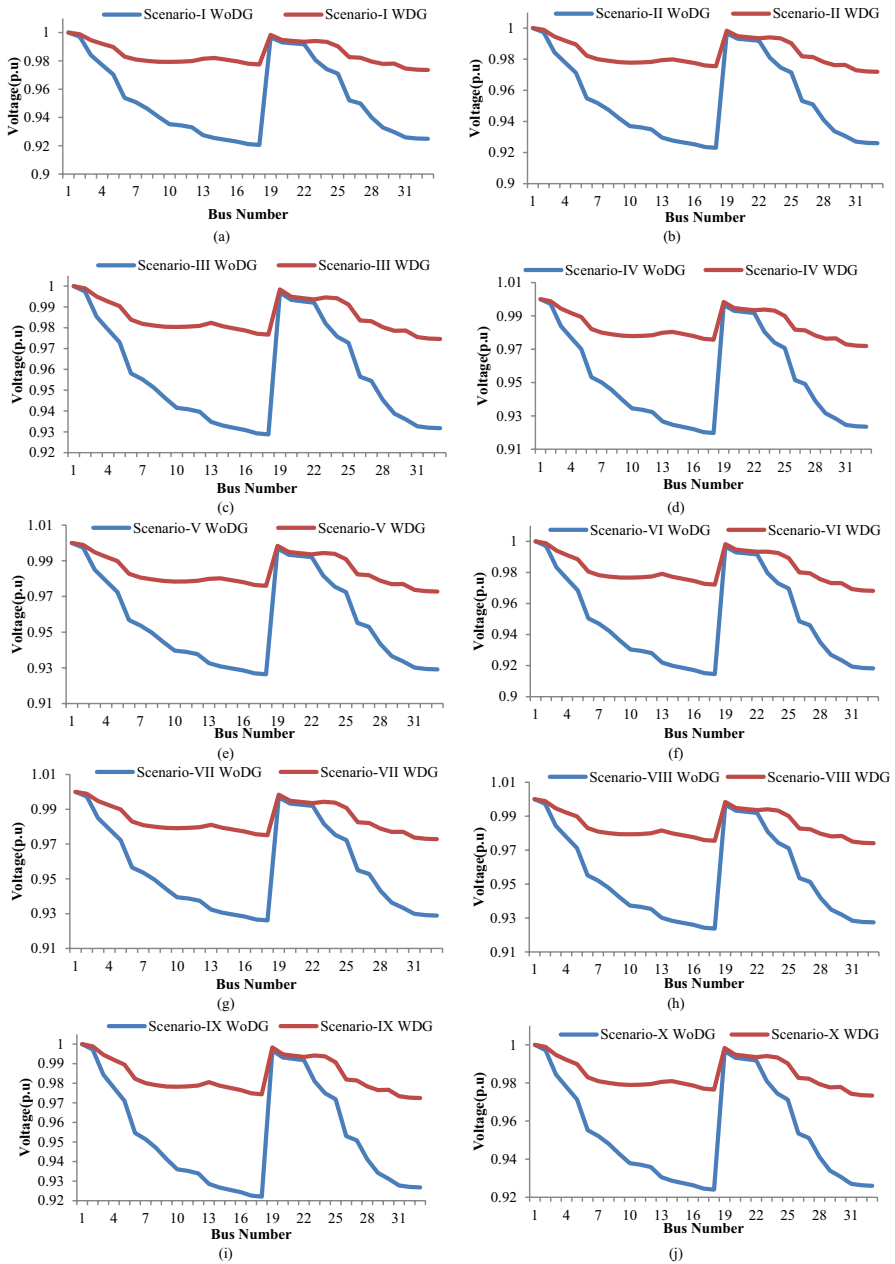 Scenario-I WoDG Scenario-I WDG
1
0.98
0.96
0.94
0.92
0.9
Voltage(p.u)
1 4 7 10 13 16 19 22 25 28 31
Bus Number
(a)
Scenario-II WoDG Scenario-II WDG
1
0.98
0.96
0.94
0.92
0.9
Voltage(p.u)
1 4 7 10 13 16 19 22 25 28 31
Bus Number
(b)
Scenario-III WoDG Scenario-III WDG
1
0.99
0.98
0.97
0.96
0.95
0.94
0.93
0.92
Voltage(p.u)
1 4 7 10 13 16 19 22 25 28 31
Bus Number
(c)
Scenario-IV WoDG Scenario-IV WDG
1.01
0.99
0.97
0.95
0.93
0.91
Voltage(p.u)
1 4 7 10 13 16 19 22 25 28 31
Bus Number
(d)
Scenario-V WoDG Scenario-V WDG
1.01
0.99
0.97
0.95
0.93
0.91
Voltage(p.u)
1 4 7 10 13 16 19 22 25 28 31
Bus Number
(e)
Scenario-VI WoDG Scenario-VI WDG
1
0.98
0.96
0.94
0.92
0.9
Voltage(p.u)
1 4 7 10 13 16 19 22 25 28 31
Bus Number
(f)
Scenario-VII WoDG Scenario-VII WDG
1.01
0.99
0.97
0.95
0.93
0.91
Voltage(p.u)
1 4 7 10 13 16 19 22 25 28 31
Bus Number
(g)
Scenario-VIII WoDG Scenario-VIII WDG
1.01
0.99
0.97
0.95
0.93
0.91
Voltage(p.u)
1 4 7 10 13 16 19 22 25 28 31
Bus Number
(h)
Scenario-IX WoDG Scenario-IX WDG
1
0.99
0.98
0.97
0.96
0.95
0.94
0.93
0.92
Voltage(p.u)
1 4 7 10 13 16 19 22 25 28 31
Bus Number
(i)
Scenario-X WoDG Scenario-X WDG
1
0.98
0.96
0.94
0.92
Voltage(p.u)
1 4 7 10 13 16 19 22 25 28 31
Bus Number
(j)